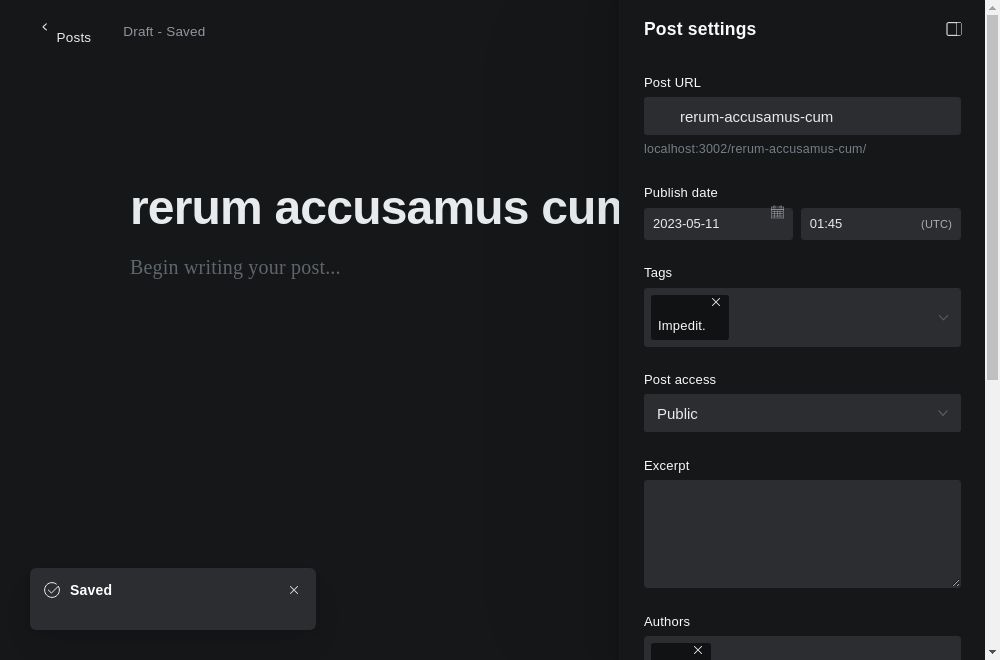 Posts
Draft - Saved
rerum accusamus cum
Begin writing your post...
Saved
Post settings
Post URL
rerum-accusamus-cum
localhost:3002/rerum-accusamus-cum/
Publish date
2023-05-11
01:45
(UTC)
Tags
Impedit.
Post access
Public
Excerpt
Authors